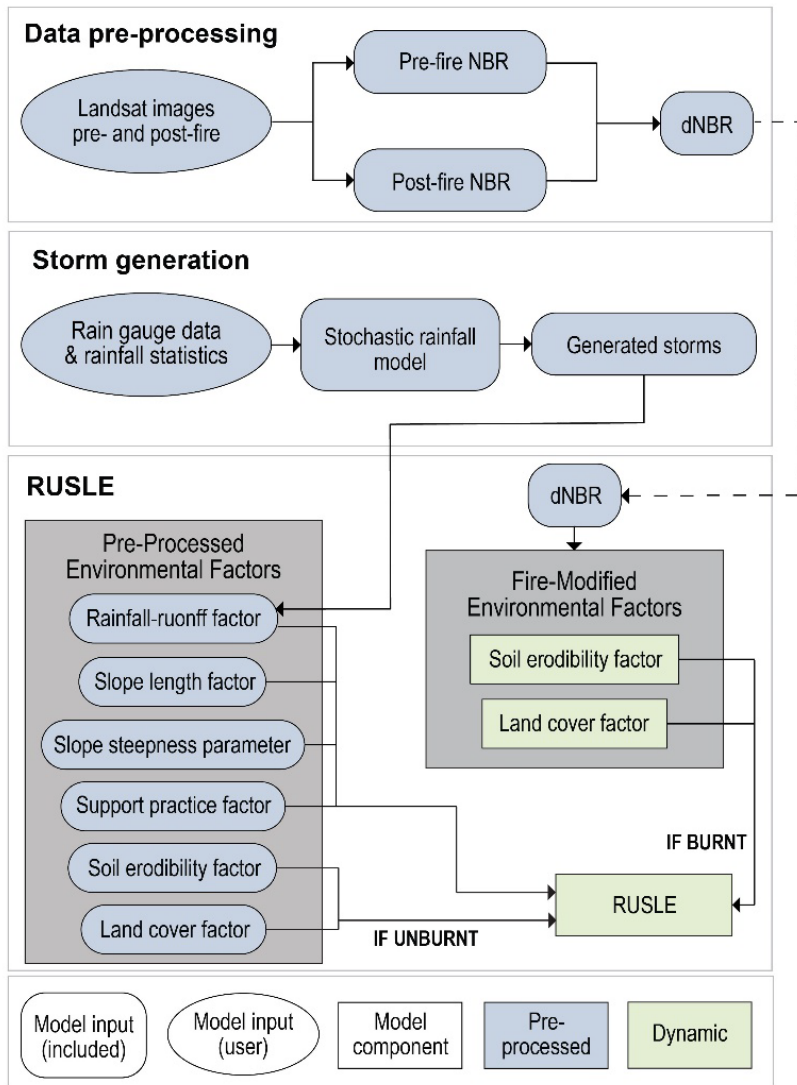 Data pre-processing
Landsat images
pre- and post-fire
Pre-fire NBR
Post-fire NBR
dNBR
Storm generation
Rain gauge data
& rainfall statistics
Stochastic rainfall
model
Generated storms
RUSLE
dNBR
Pre-Processed
Environmental Factors
Rainfall-ruonff factor
Slope length factor
Slope steepness parameter
Support practice factor
Soil erodibility factor
Land cover factor
Fire-Modified
Environmental Factors
Soil erodibility factor
Land cover factor
IF BURNT
IF UNBURNT
RUSLE
Model input
(included)
Model input
(user)
Model
component
Pre-
processed
Dynamic